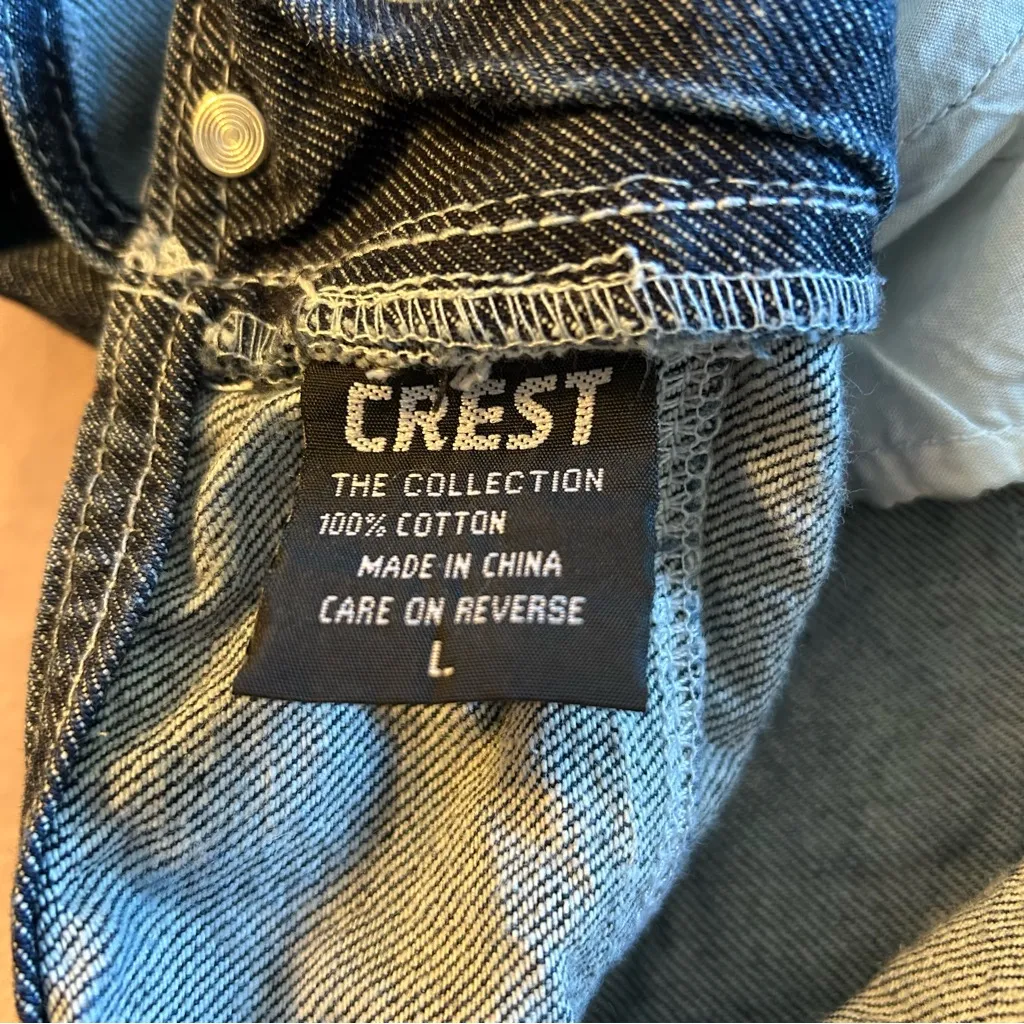 CREST
THE COLLECTION
100% COTTON
MADE IN CHINA
CARE ON REVERSE
L